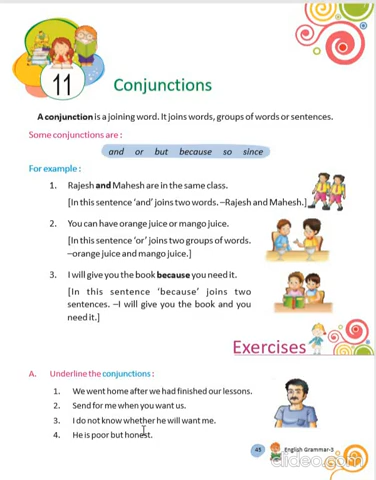 11
Conjunctions
A conjunction is a joining word. It joins words, groups of words or sentences.
Some conjunctions are :
and or but because so since
For example :
1. Rajesh and Mahesh are in the same class.
[In this sentence 'and' joins two words.–Rajesh and Mahesh.]
2. You can have orange juice or mango juice.
[In this sentence 'or' joins two groups of words.
–orange juice and mango juice.]
3. I will give you the book because you need it.
[In this sentence 'because' joins two
sentences. –I will give you the book and you
need it.]
Exercises
A. Underline the conjunctions :
1. We went home after we had finished our lessons.
2. Send for me when you want us.
3. I do not know whether he will want me.
4. He is poor but honest.
45 English Grammar-3
clideo.com